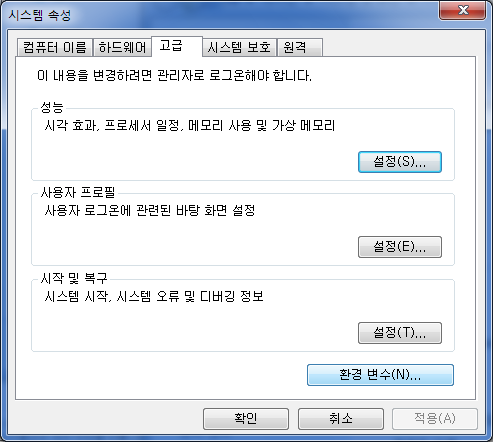 시스템 속성
컴퓨터 이름 하드웨어 고급 시스템 보호 원격
이 내용을 변경하려면 관리자로 로그온해야 합니다.
성능
시각 효과, 프로세서 일정, 메모리 사용 및 가상 메모리
설정(S)...
사용자 프로필
사용자 로그온에 관련된 바탕 화면 설정
설정(E)...
시작 및 복구
시스템 시작, 시스템 오류 및 디버깅 정보
설정(T)...
환경 변수(N)...
확인 취소 적용(A)